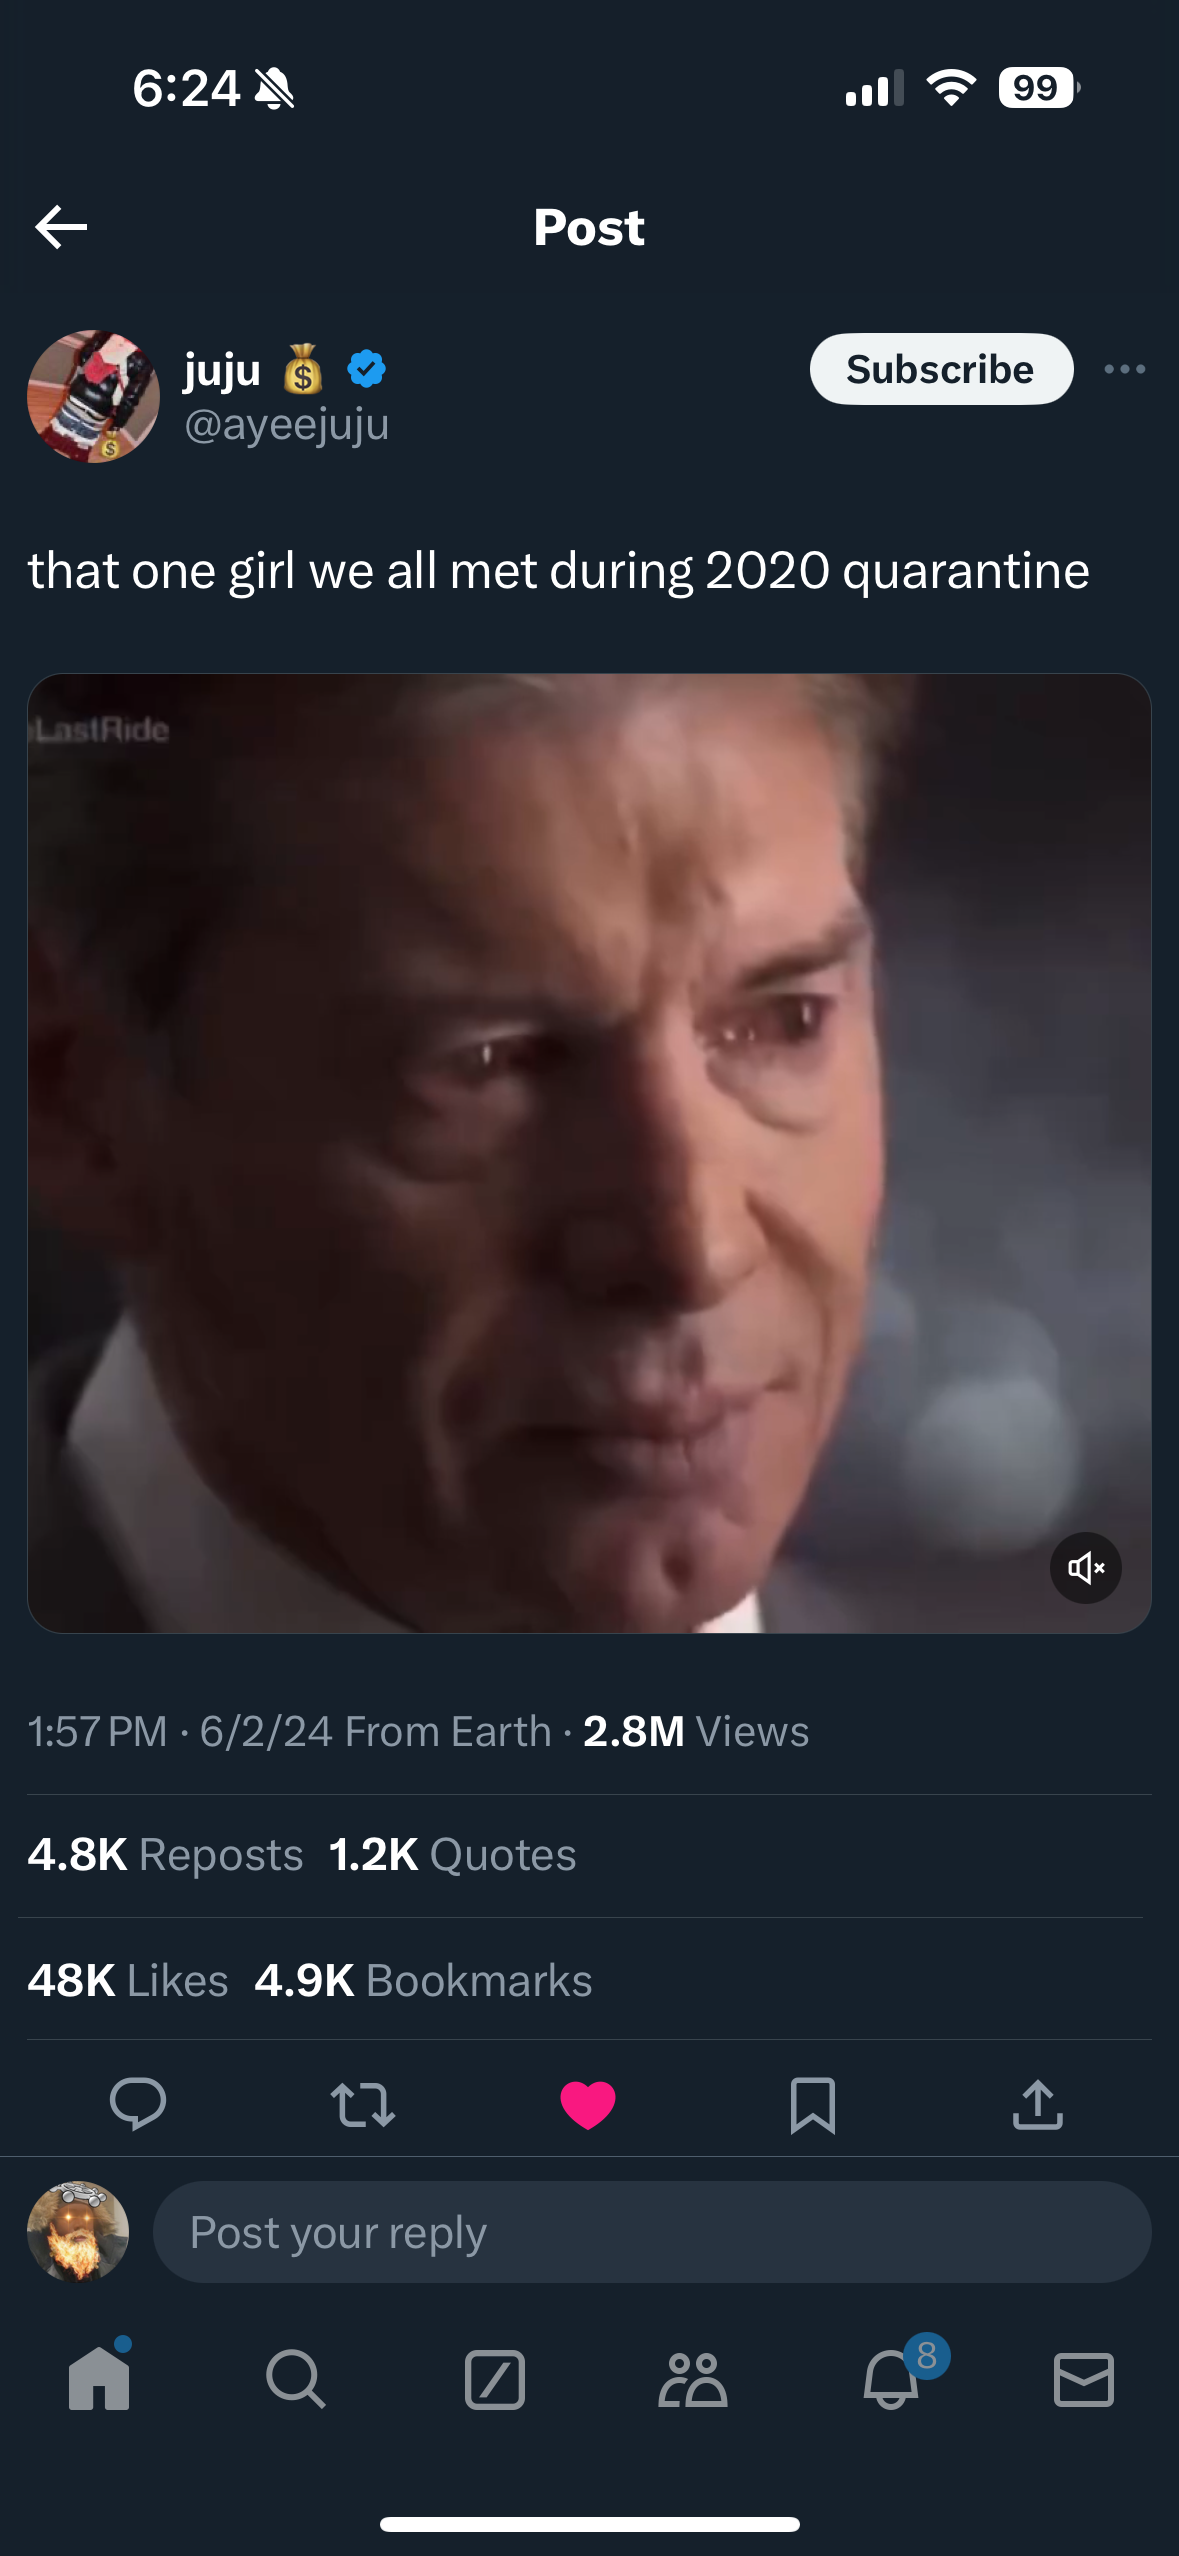 6:24
99
Post
juju 💰
@ayeejuju
Subscribe
that one girl we all met during 2020 quarantine
LastRide
1:57 PM · 6/2/24 From Earth · 2.8M Views
4.8K Reposts 1.2K Quotes
48K Likes 4.9K Bookmarks
Post your reply
8